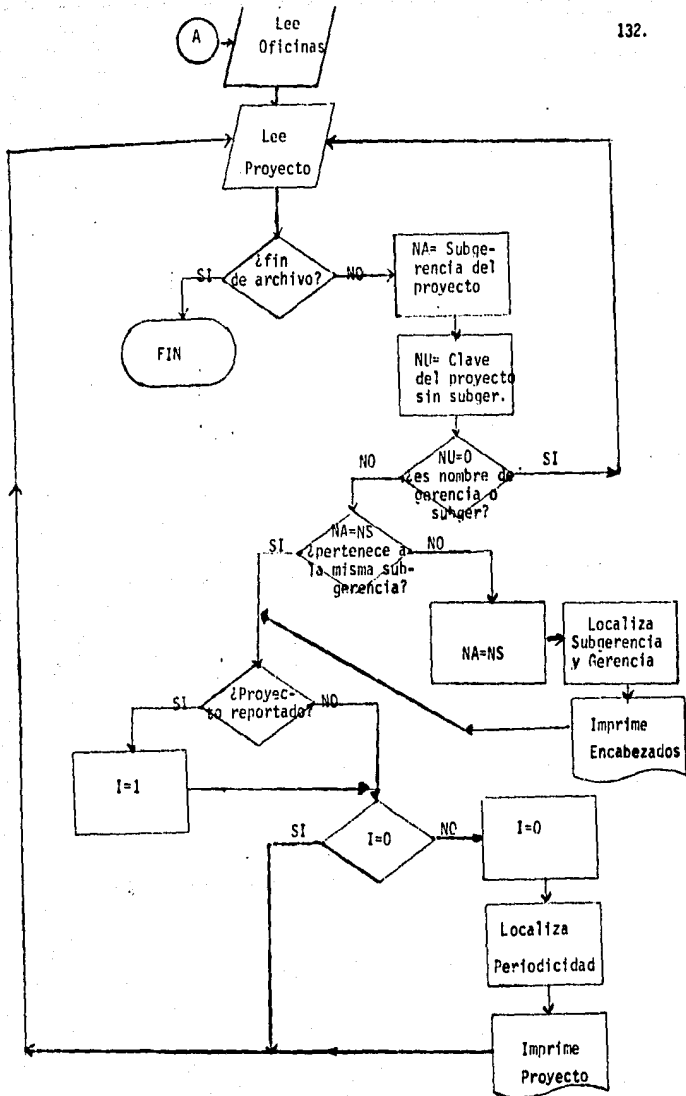 132.
A
Lee
Oficinas
Lee
Proyecto
¿fin
de archivo?
SI
NO
FIN
NA= Subge-
rencia del
proyecto
NU= Clave
del proyecto
sin subger.
NU=0
¿es nombre de
gerencia o
subger?
NO
SI
NA=NS
¿pertenece a
la misma sub-
gerencia?
SI
NO
NA=NS
Localiza
Subgerencia
y Gerencia
Imprime
Encabezados
¿Proyec-
to reportado?
SI
NO
I=1
I=0
SI
NO
I=0
Localiza
Periodicidad
Imprime
Proyecto